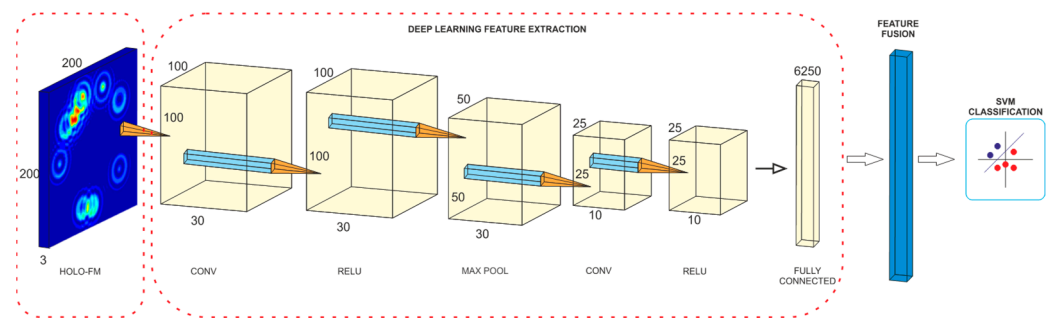 DEEP LEARNING FEATURE EXTRACTION
FEATURE
FUSION
SVM
CLASSIFICATION
200
200
3
HOLO-FM
100
100
30
CONV
100
100
30
RELU
50
50
30
MAX POOL
25
25
10
CONV
25
25
10
RELU
6250
FULLY
CONNECTED